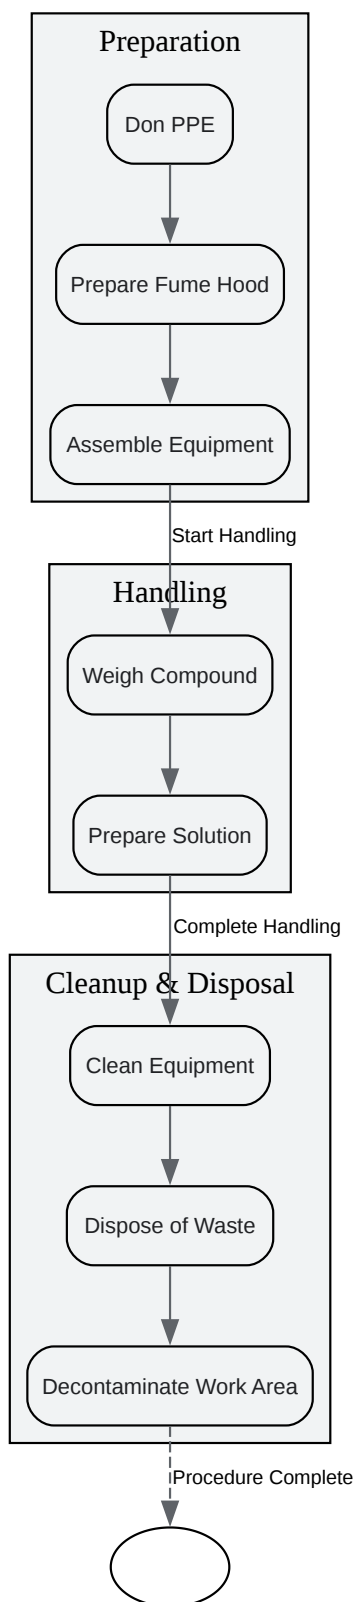 Preparation
Don PPE
Prepare Fume Hood
Assemble Equipment
Start Handling
Handling
Weigh Compound
Prepare Solution
Complete Handling
Cleanup & Disposal
Clean Equipment
Dispose of Waste
Decontaminate Work Area
Procedure Complete